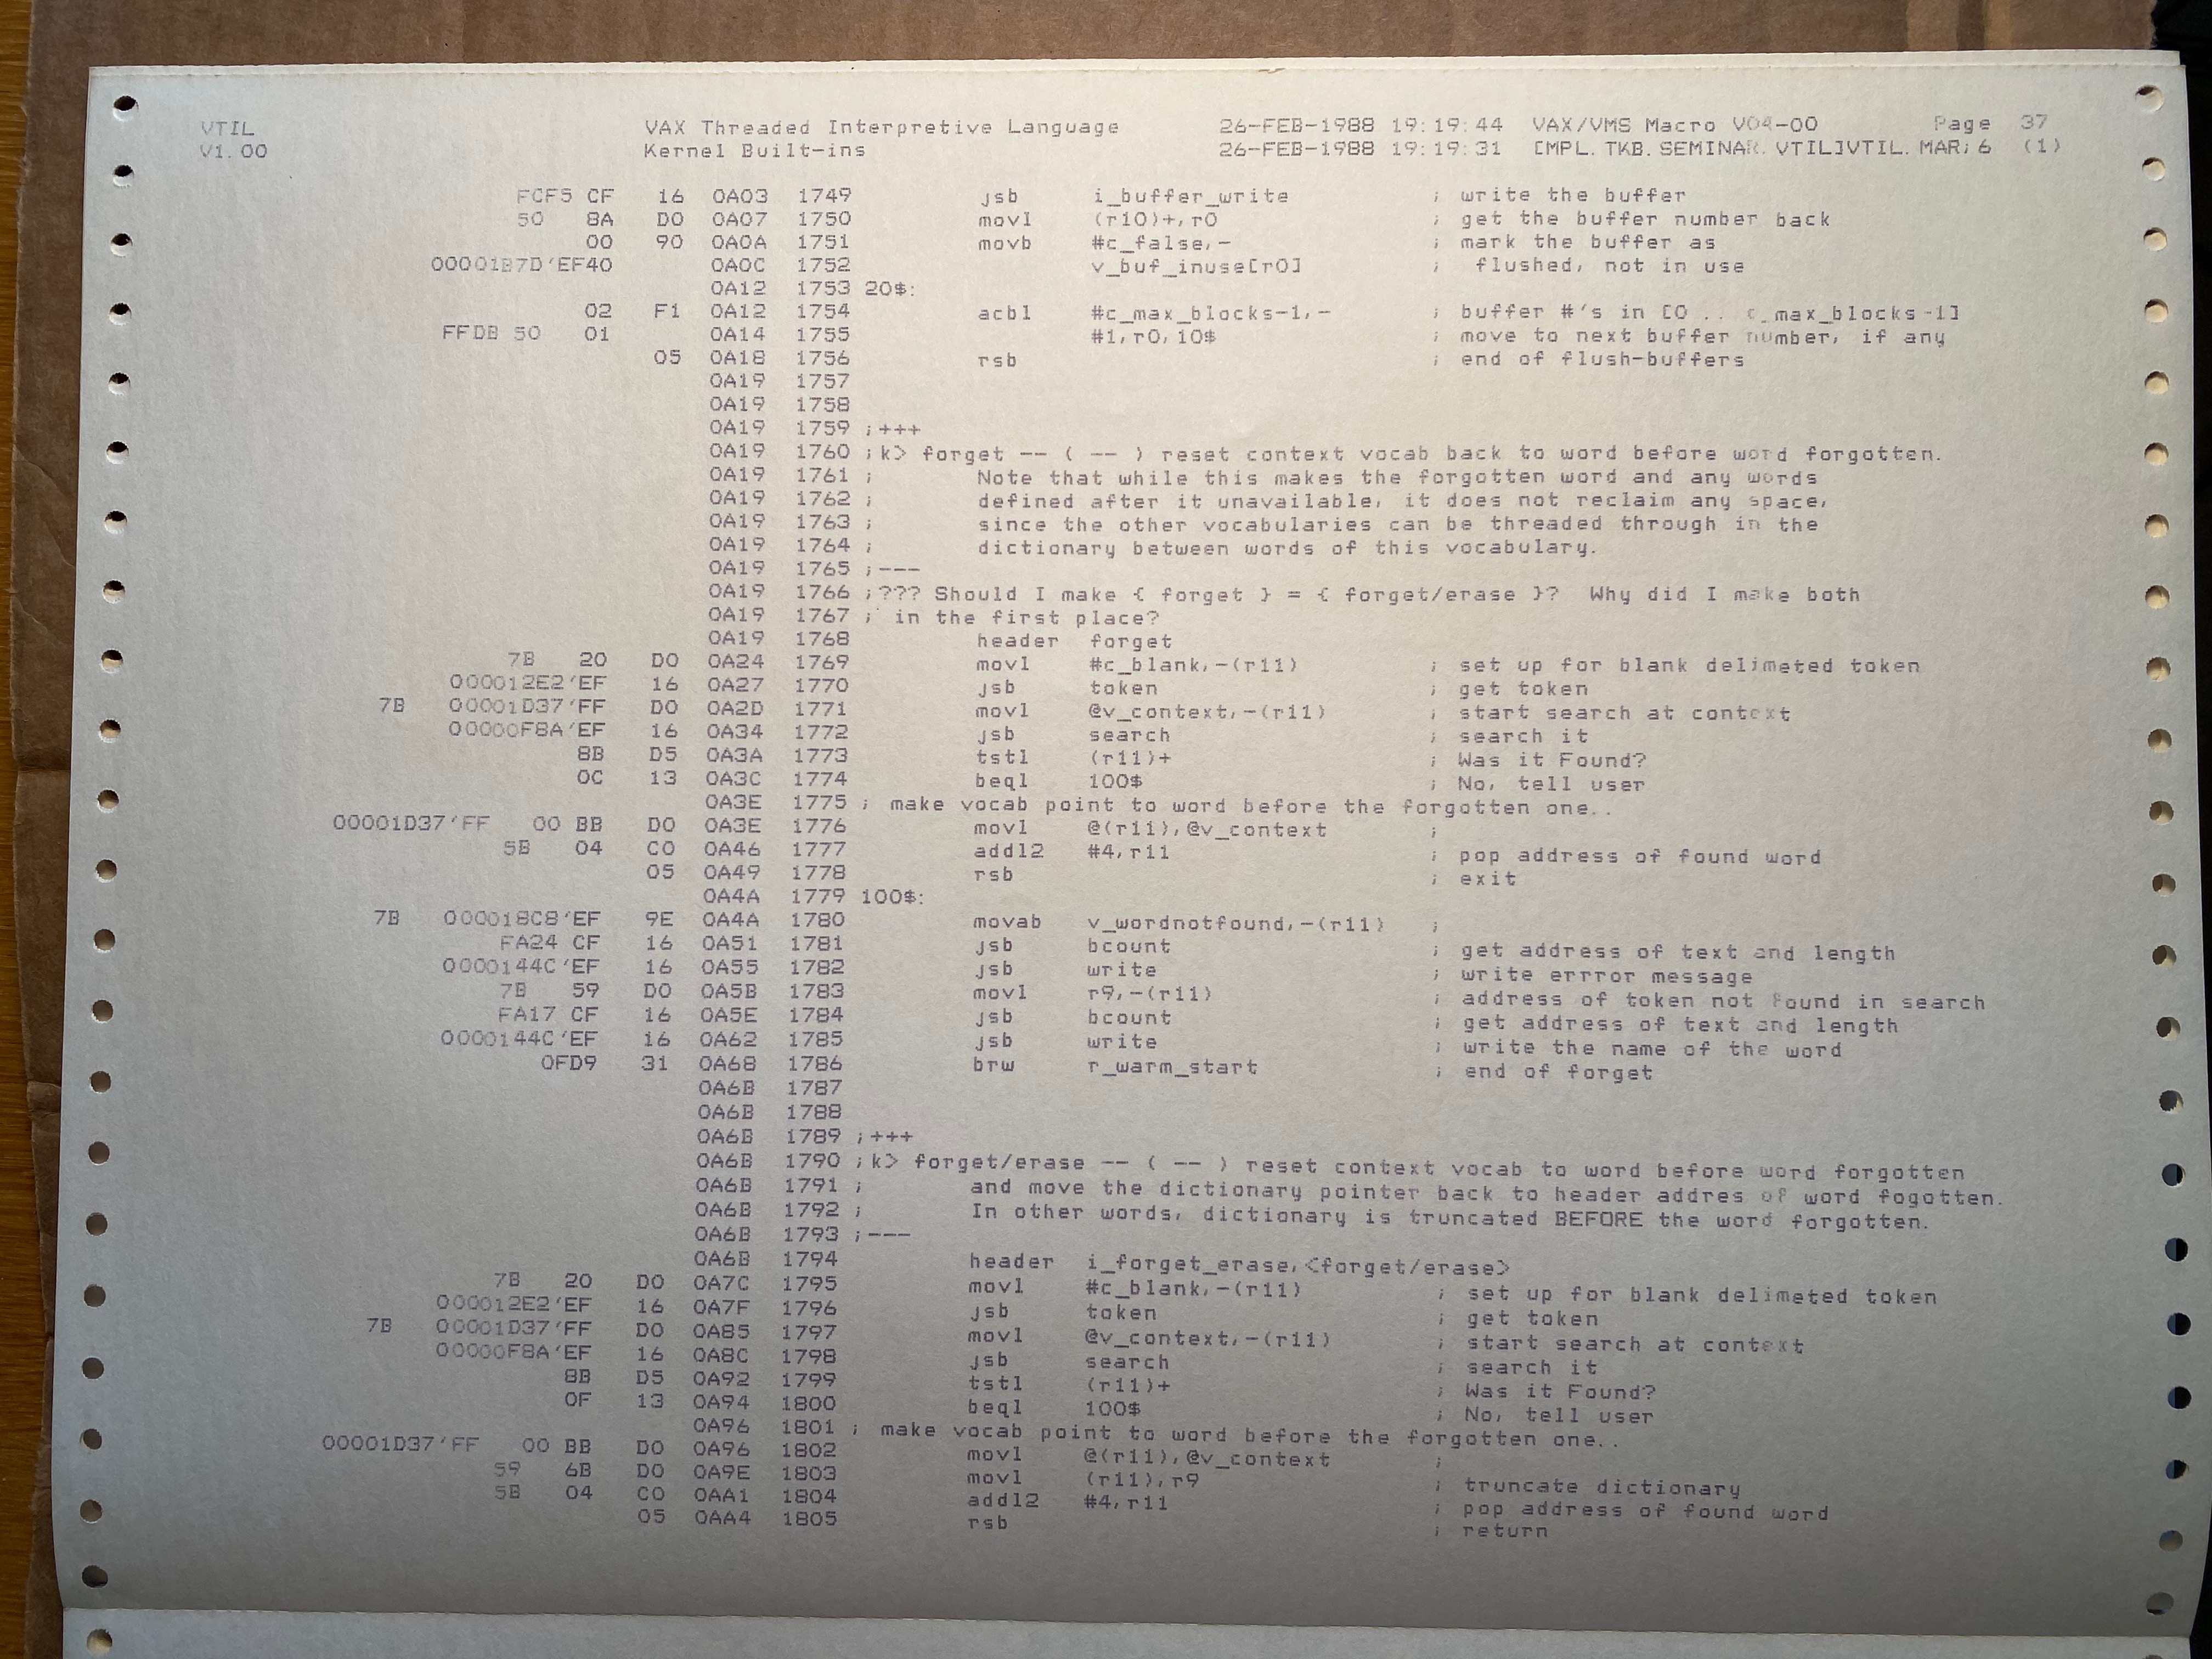 VTIL VAX Threaded Interpretive Language 26-FEB-1988 19:19:44 VAX/VMS Macro V04-00 Page 37
V1.00 Kernel Built-ins 26-FEB-1988 19:19:31 [MPL.TKB.SEMINAR.VTIL]VTIL.MAR;6 (1)
FCF5 CF 16 0A03 1749 jsb i_buffer_write ; write the buffer
50 8A D0 0A07 1750 movl (r10)+,r0 ; get the buffer number back
00 90 0A0A 1751 movb #c_false,- ; mark the buffer as
00001B7D'EF40 0A0C 1752 v_buf_inuse[r0] ; flushed, not in use
0A12 1753 20$:
02 F1 0A12 1754 acbl #c_max_blocks-1,- ; buffer #'s in [0 .. c_max_blocks-1]
FFDB 50 01 0A14 1755 #1,r0,10$ ; move to next buffer number, if any
05 0A18 1756 rsb ; end of flush-buffers
0A19 1757
0A19 1758
0A19 1759 ;+++
0A19 1760 ;k> forget -- ( -- ) reset context vocab back to word before word forgotten.
0A19 1761 ; Note that while this makes the forgotten word and any words
0A19 1762 ; defined after it unavailable, it does not reclaim any space,
0A19 1763 ; since the other vocabularies can be threaded through in the
0A19 1764 ; dictionary between words of this vocabulary.
0A19 1765 ;---
0A19 1766 ;??? Should I make { forget } = { forget/erase }? Why did I make both
0A19 1767 ; in the first place?
0A19 1768 header forget
7B 20 D0 0A24 1769 movl #c_blank,-(r11) ; set up for blank delimeted token
000012E2'EF 16 0A27 1770 jsb token ; get token
7B 00001D37'FF D0 0A2D 1771 movl @v_context,-(r11) ; start search at context
00000F8A'EF 16 0A34 1772 jsb search ; search it
8B D5 0A3A 1773 tstl (r11)+ ; Was it Found?
0C 13 0A3C 1774 beql 100$ ; No, tell user
0A3E 1775 ; make vocab point to word before the forgotten one..
00001D37'FF 00 BB D0 0A3E 1776 movl @(r11),@v_context ;
5B 04 C0 0A46 1777 addl2 #4,r11 ; pop address of found word
05 0A49 1778 rsb ; exit
0A4A 1779 100$:
7B 000018C8'EF 9E 0A4A 1780 movab v_wordnotfound,-(r11) ;
FA24 CF 16 0A51 1781 jsb bcount ; get address of text and length
0000144C'EF 16 0A55 1782 jsb write ; write errror message
7B 59 D0 0A5B 1783 movl r9,-(r11) ; address of token not found in search
FA17 CF 16 0A5E 1784 jsb bcount ; get address of text and length
0000144C'EF 16 0A62 1785 jsb write ; write the name of the word
0FD9 31 0A68 1786 brw r_warm_start ; end of forget
0A6B 1787
0A6B 1788
0A6B 1789 ;+++
0A6B 1790 ;k> forget/erase -- ( -- ) reset context vocab to word before word forgotten
0A6B 1791 ; and move the dictionary pointer back to header addres of word fogotten.
0A6B 1792 ; In other words, dictionary is truncated BEFORE the word forgotten.
0A6B 1793 ;---
0A6B 1794 header i_forget_erase,<forget/erase>
7B 20 D0 0A7C 1795 movl #c_blank,-(r11) ; set up for blank delimeted token
000012E2'EF 16 0A7F 1796 jsb token ; get token
7B 00001D37'FF D0 0A85 1797 movl @v_context,-(r11) ; start search at context
00000F8A'EF 16 0A8C 1798 jsb search ; search it
8B D5 0A92 1799 tstl (r11)+ ; Was it Found?
0F 13 0A94 1800 beql 100$ ; No, tell user
0A96 1801 ; make vocab point to word before the forgotten one..
00001D37'FF 00 BB D0 0A96 1802 movl @(r11),@v_context ;
59 6B D0 0A9E 1803 movl (r11),r9 ; truncate dictionary
5B 04 C0 0AA1 1804 addl2 #4,r11 ; pop address of found word
05 0AA4 1805 rsb ; return